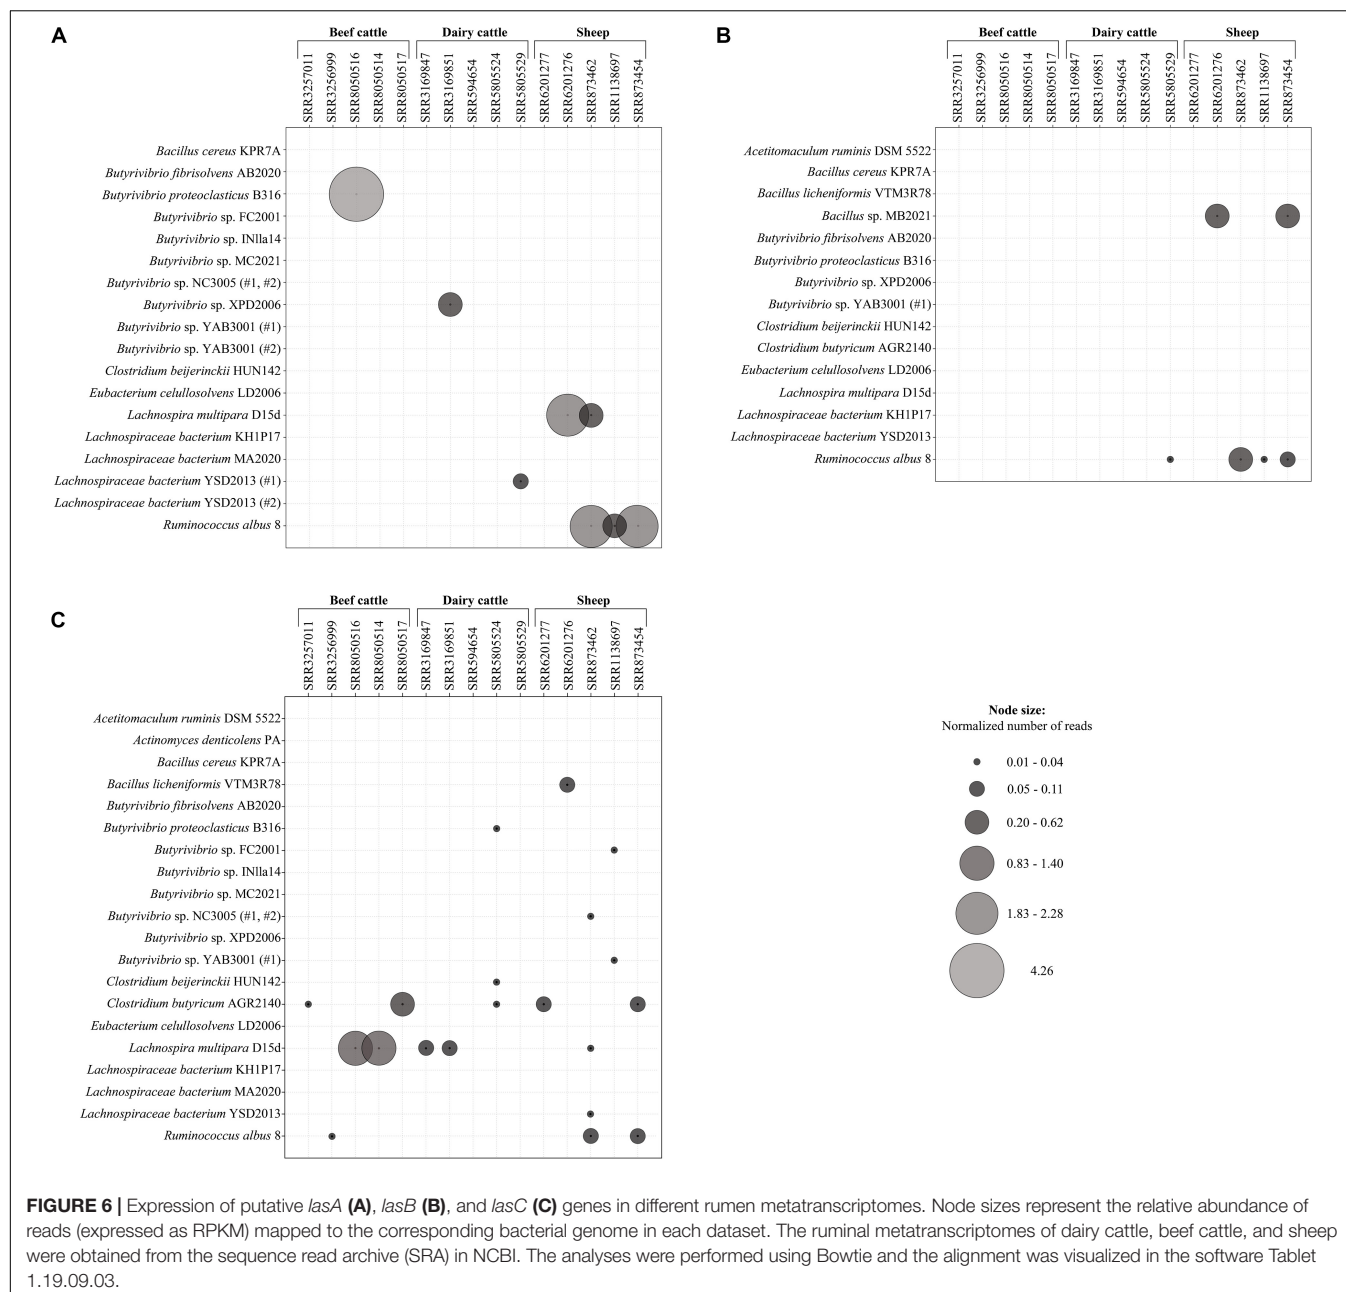 A
Beef cattle Dairy cattle Sheep
SRR3257011 SRR3256999 SRR8050516 SRR8050514 SRR8050517 SRR3169847 SRR3169851 SRR594654 SRR5805524 SRR5805529 SRR6201277 SRR6201276 SRR873462 SRR1138697 SRR873454
Bacillus cereus KPR7A
Butyrivibrio fibrisolvens AB2020
Butyrivibrio proteoclasticus B316
Butyrivibrio sp. FC2001
Butyrivibrio sp. INlla14
Butyrivibrio sp. MC2021
Butyrivibrio sp. NC3005 (#1, #2)
Butyrivibrio sp. XPD2006
Butyrivibrio sp. YAB3001 (#1)
Butyrivibrio sp. YAB3001 (#2)
Clostridium beijerinckii HUN142
Eubacterium celullosolvens LD2006
Lachnospira multipara D15d
Lachnospiraceae bacterium KH1P17
Lachnospiraceae bacterium MA2020
Lachnospiraceae bacterium YSD2013 (#1)
Lachnospiraceae bacterium YSD2013 (#2)
Ruminococcus albus 8
B
Beef cattle Dairy cattle Sheep
SRR3257011 SRR3256999 SRR8050516 SRR8050514 SRR8050517 SRR3169847 SRR3169851 SRR594654 SRR5805524 SRR5805529 SRR6201277 SRR6201276 SRR873462 SRR1138697 SRR873454
Acetitomaculum ruminis DSM 5522
Bacillus cereus KPR7A
Bacillus licheniformis VTM3R78
Bacillus sp. MB2021
Butyrivibrio fibrisolvens AB2020
Butyrivibrio proteoclasticus B316
Butyrivibrio sp. XPD2006
Butyrivibrio sp. YAB3001 (#1)
Clostridium beijerinckii HUN142
Clostridium butyricum AGR2140
Eubacterium celullosolvens LD2006
Lachnospira multipara D15d
Lachnospiraceae bacterium KH1P17
Lachnospiraceae bacterium YSD2013
Ruminococcus albus 8
C
Beef cattle Dairy cattle Sheep
SRR3257011 SRR3256999 SRR8050516 SRR8050514 SRR8050517 SRR3169847 SRR3169851 SRR594654 SRR5805524 SRR5805529 SRR6201277 SRR6201276 SRR873462 SRR1138697 SRR873454
Acetitomaculum ruminis DSM 5522
Actinomyces denticolens PA
Bacillus cereus KPR7A
Bacillus licheniformis VTM3R78
Butyrivibrio fibrisolvens AB2020
Butyrivibrio proteoclasticus B316
Butyrivibrio sp. FC2001
Butyrivibrio sp. INlla14
Butyrivibrio sp. MC2021
Butyrivibrio sp. NC3005 (#1, #2)
Butyrivibrio sp. XPD2006
Butyrivibrio sp. YAB3001 (#1)
Clostridium beijerinckii HUN142
Clostridium butyricum AGR2140
Eubacterium celullosolvens LD2006
Lachnospira multipara D15d
Lachnospiraceae bacterium KH1P17
Lachnospiraceae bacterium MA2020
Lachnospiraceae bacterium YSD2013
Ruminococcus albus 8
Node size:
Normalized number of reads
0.01 - 0.04
0.05 - 0.11
0.20 - 0.62
0.83 - 1.40
1.83 - 2.28
4.26
FIGURE 6 | Expression of putative lasA (A), lasB (B), and lasC (C) genes in different rumen metatranscriptomes. Node sizes represent the relative abundance of
reads (expressed as RPKM) mapped to the corresponding bacterial genome in each dataset. The ruminal metatranscriptomes of dairy cattle, beef cattle, and sheep
were obtained from the sequence read archive (SRA) in NCBI. The analyses were performed using Bowtie and the alignment was visualized in the software Tablet
1.19.09.03.